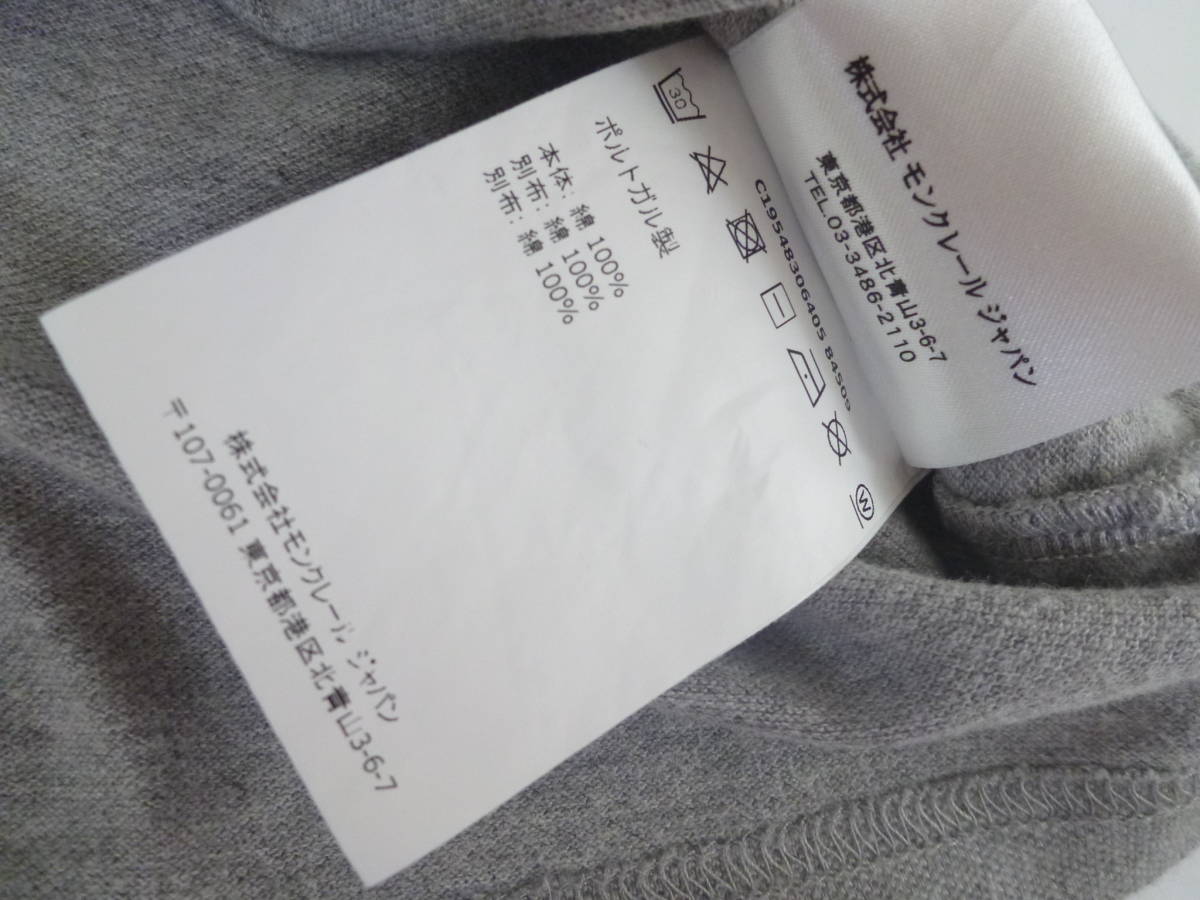 株式会社 モンクレール ジャパン
東京都港区北青山3-6-7
TEL.03-3486-2110
C19548306405 84509
30
W
ポルトガル製
本体: 綿 100%
別布: 綿 100%
別布: 綿 100%
株式会社モンクレール ジャパン
〒107-0061 東京都港区北青山3-6-7